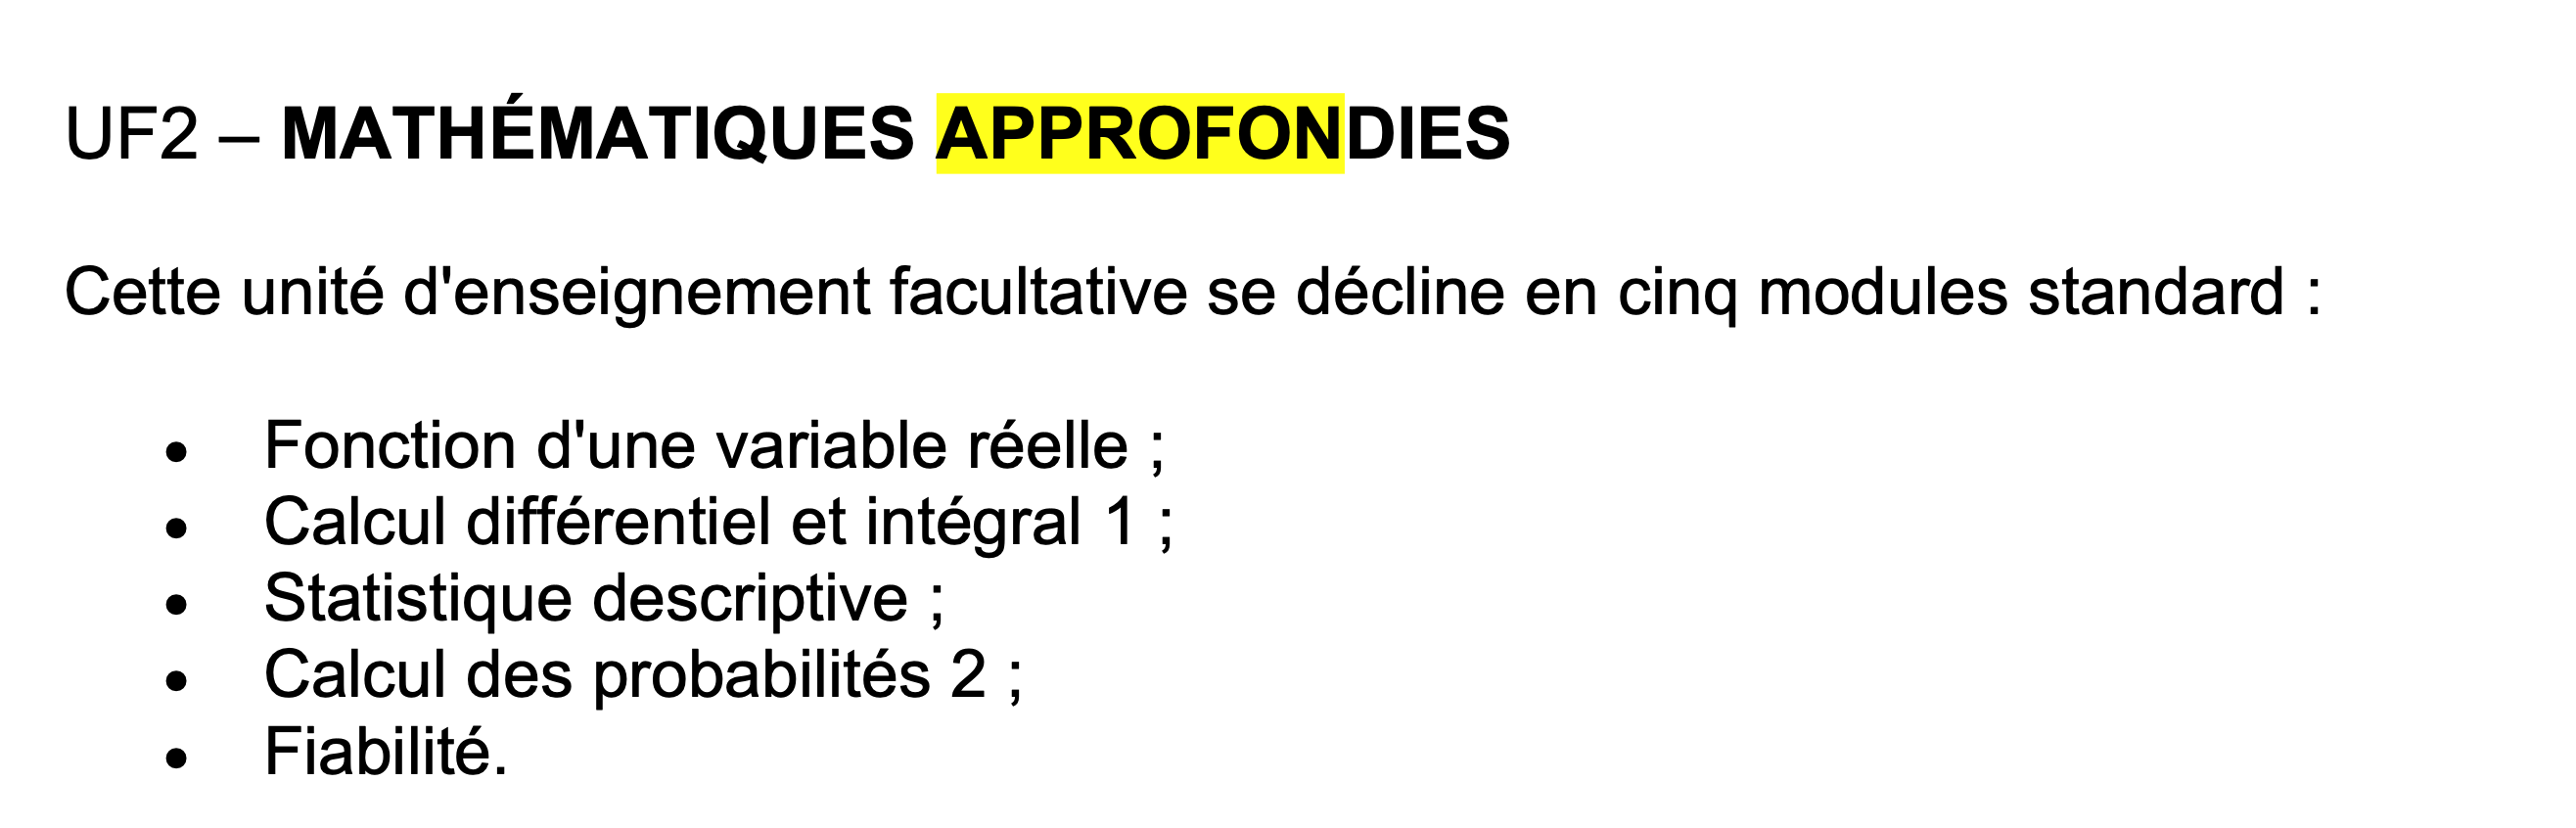 UF2 – MATHÉMATIQUES APPROFONDIES
Cette unité d'enseignement facultative se décline en cinq modules standard :
• Fonction d'une variable réelle ;
• Calcul différentiel et intégral 1 ;
• Statistique descriptive ;
• Calcul des probabilités 2 ;
• Fiabilité.